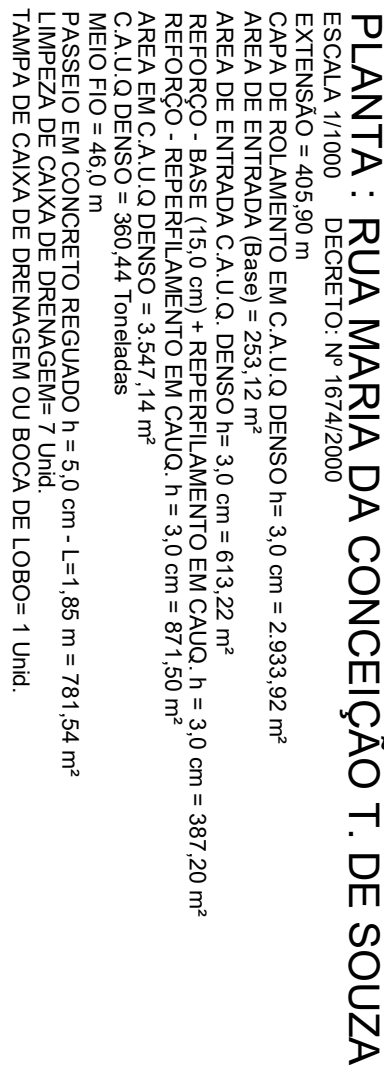 PLANTA : RUA MARIA DA CONCEIÇÃO T. DE SOUZA
ESCALA 1/1000 DECRETO: Nº 1674/2000
EXTENSÃO = 405,90 m
CAPA DE ROLAMENTO EM C.A.U.Q DENSO h= 3,0 cm = 2.933,92 m²
AREA DE ENTRADA (Base) = 253,12 m²
AREA DE ENTRADA C.A.U.Q. DENSO h= 3,0 cm = 613,22 m²
REFORÇO - BASE (15,0 cm) + REPERFILAMENTO EM CAUQ. h = 3,0 cm = 387,20 m²
REFORÇO - REPERFILAMENTO EM CAUQ. h = 3,0 cm = 871,50 m²
AREA EM C.A.U.Q DENSO = 3.547,14 m²
C.A.U.Q DENSO = 360,44 Toneladas
MEIO FIO = 46,0 m
PASSEIO EM CONCRETO REGUADO h = 5,0 cm - L=1,85 m = 781,54 m²
LIMPEZA DE CAIXA DE DRENAGEM= 7 Unid.
TAMPA DE CAIXA DE DRENAGEM OU BOCA DE LOBO= 1 Unid.